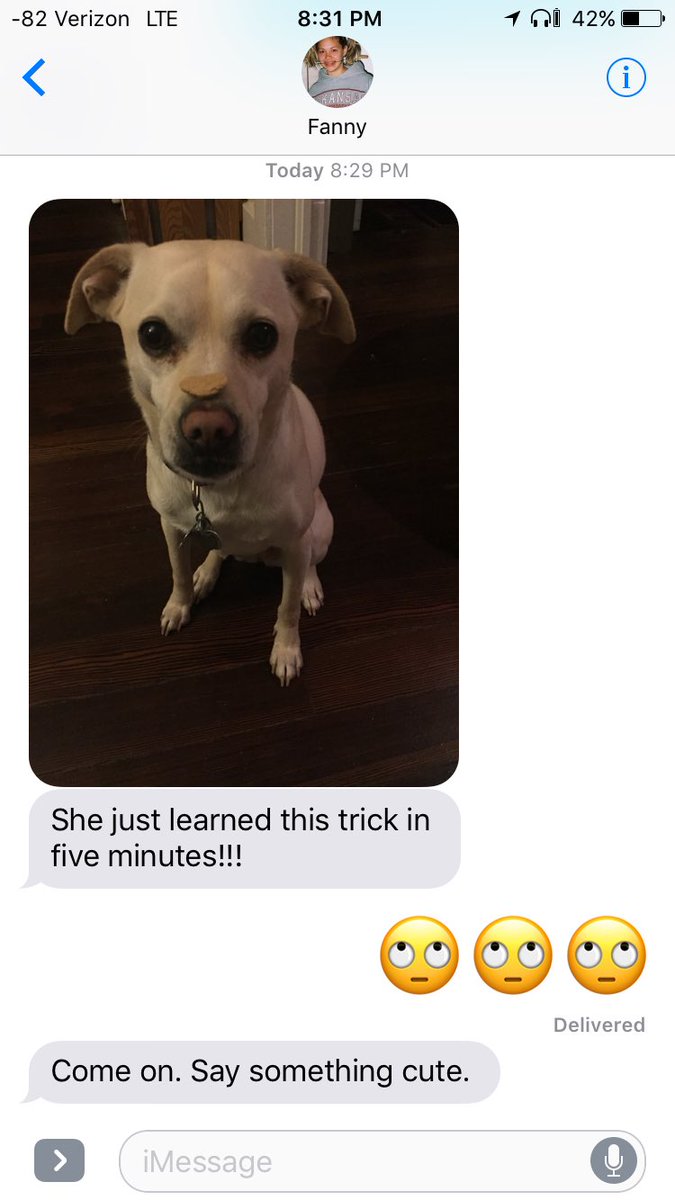 -82 Verizon LTE 8:31 PM 42%
Fanny
Today 8:29 PM
She just learned this trick in
five minutes!!!
🙄🙄🙄
Delivered
Come on. Say something cute.
iMessage